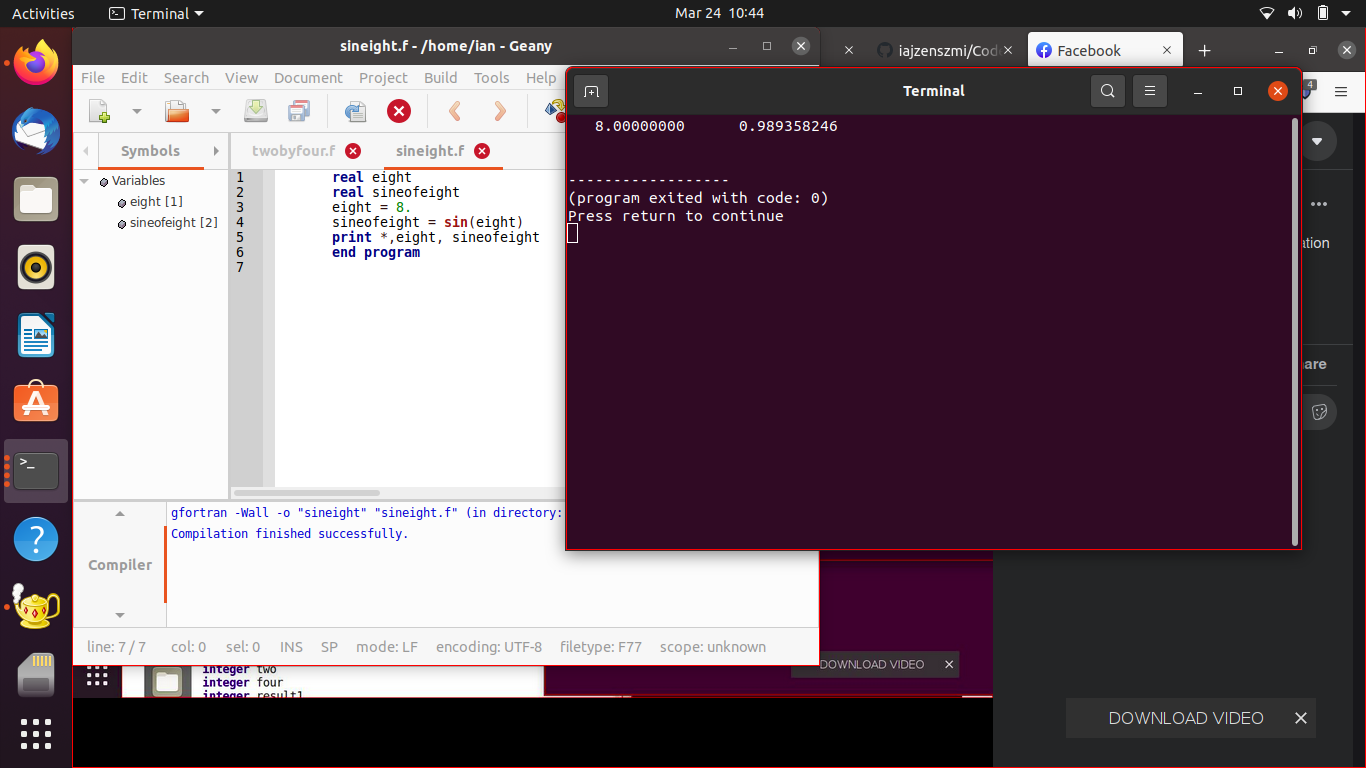 Activities
Terminal
Mar 24 10:44
sineight.f - /home/ian - Geany
iajzenszmi/Cod
Facebook
File Edit Search View Document Project Build Tools Help
Terminal
4
Symbols
twobyfour.f
sineight.f
Variables
eight [1]
sineofeight [2]
1 real eight
2 real sineofeight
3 eight = 8.
4 sineofeight = sin(eight)
5 print *,eight, sineofeight
6 end program
7
8.00000000 0.989358246
------------------
(program exited with code: 0)
Press return to continue
ation
are
gfortran -Wall -o "sineight" "sineight.f" (in directory:
Compilation finished successfully.
Compiler
line: 7 / 7 col: 0 sel: 0 INS SP mode: LF encoding: UTF-8 filetype: F77 scope: unknown
integer two
integer four
integer result1
DOWNLOAD VIDEO
DOWNLOAD VIDEO